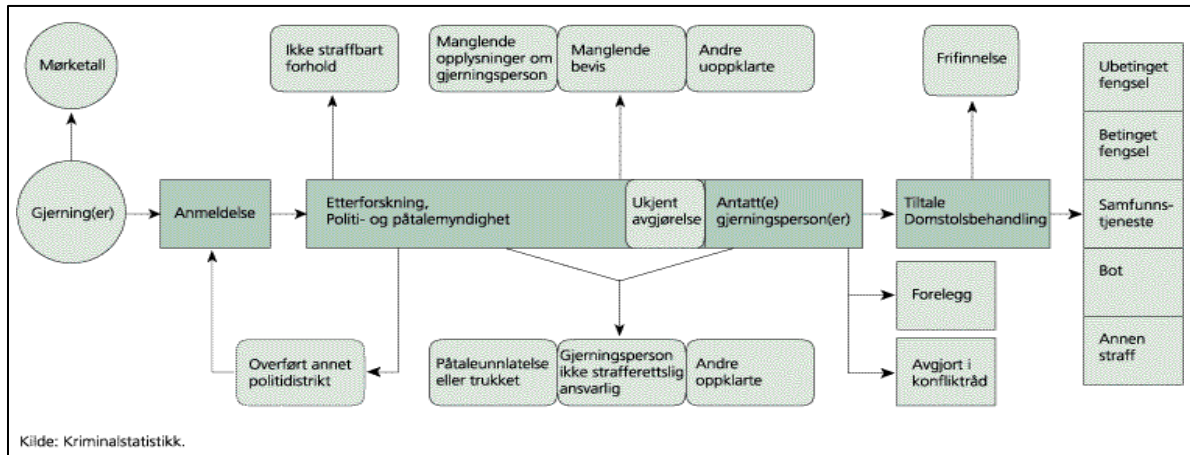 Mørketall
Ikke straffbart
forhold
Manglende
opplysninger om
gjerningsperson
Manglende
bevis
Andre
uoppklarte
Frifinnelse
Ubetinget
fengsel
Betinget
fengsel
Samfunns-
tjeneste
Bot
Annen
straff
Gjerning(er)
Anmeldelse
Etterforskning,
Politi- og påtalemyndighet
Ukjent
avgjørelse
Antatt(e)
gjerningsperson(er)
Tiltale
Domstolsbehandling
Forelegg
Avgjort i
konfliktråd
Overført annet
politidistrikt
Påtaleunnlatelse
eller trukket
Gjerningsperson
ikke strafferettslig
ansvarlig
Andre
oppklarte
Kilde: Kriminalstatistikk.